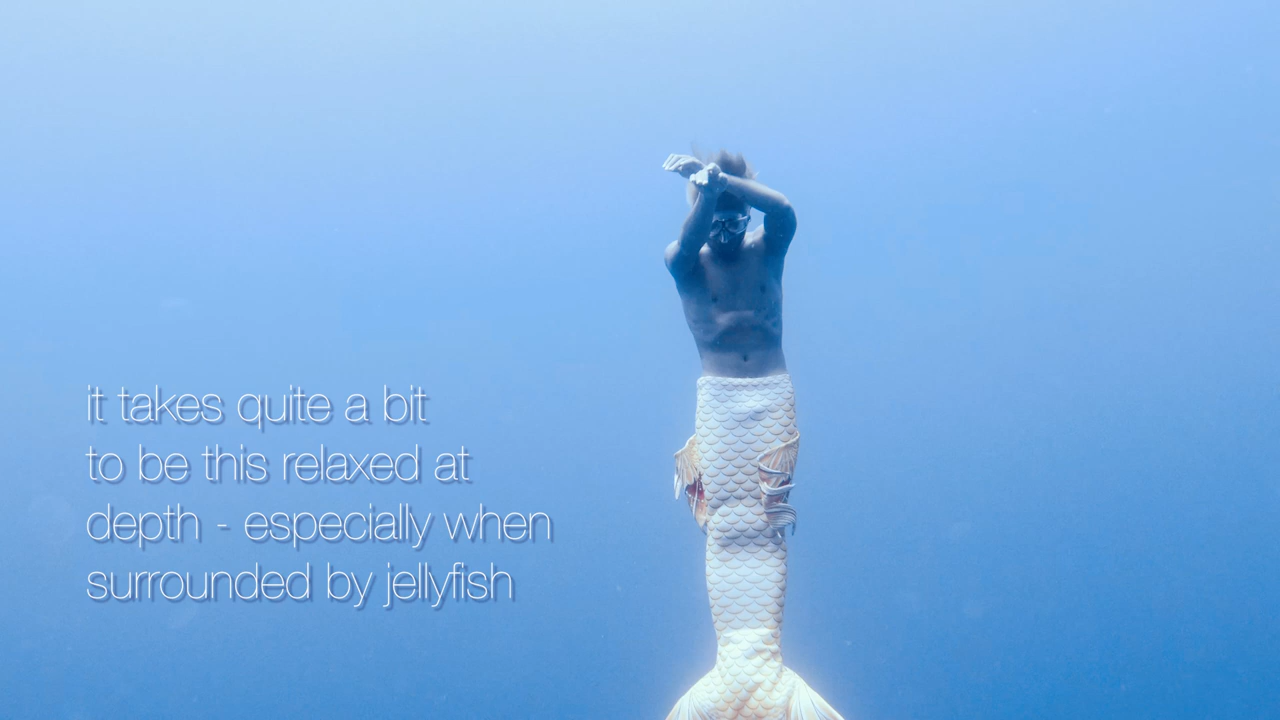 it takes quite a bit
to be this relaxed at
depth - especially when
surrounded by jellyfish